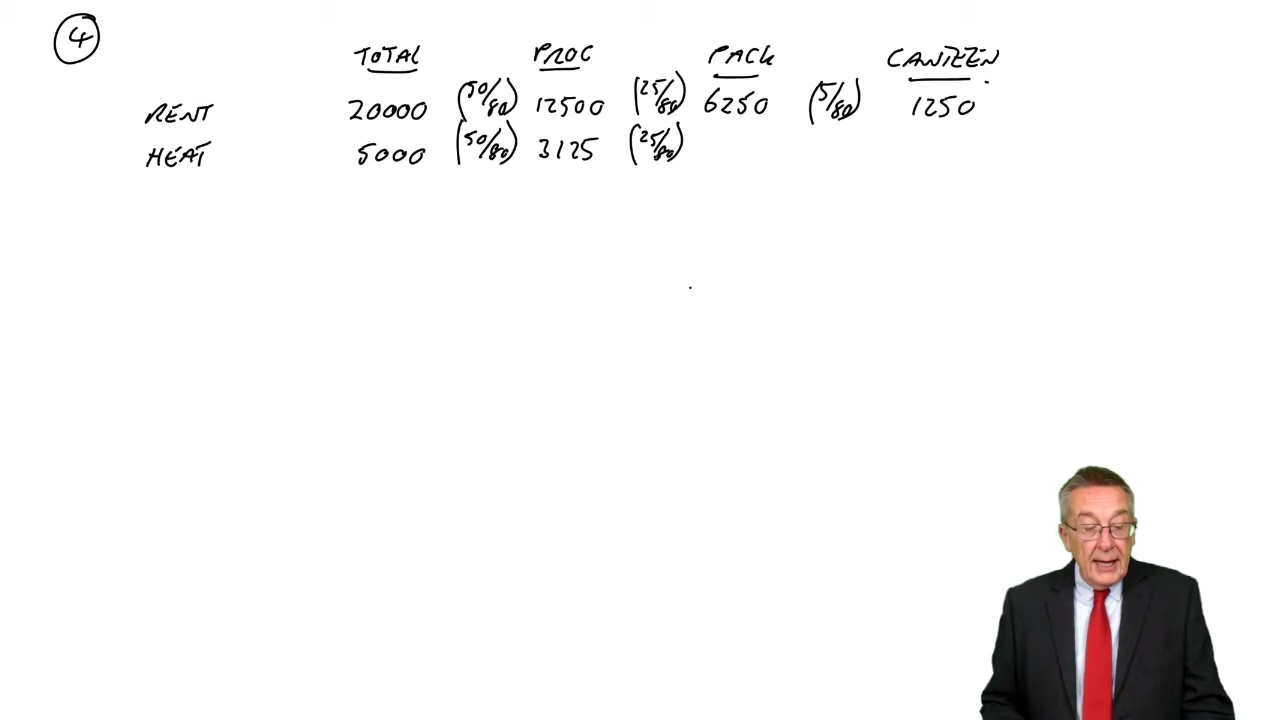 4
TOTAL PROC PACK CANTEEN
RENT 20000 (50/80) 12500 (25/80) 6250 (5/80) 1250
HEAT 5000 (50/80) 3125 (25/80)